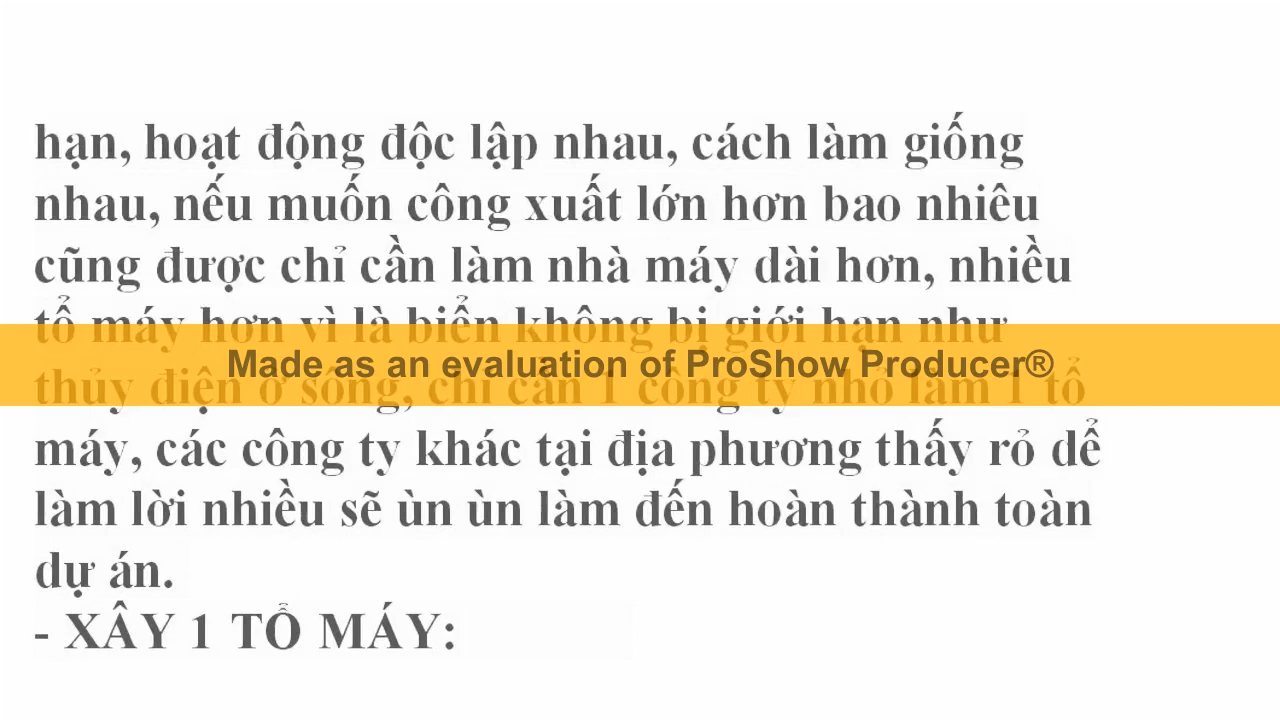 hạn, hoạt động độc lập nhau, cách làm giống
nhau, nếu muốn công xuất lớn hơn bao nhiêu
cũng được chỉ cần làm nhà máy dài hơn, nhiều
tổ máy hơn vì là biển không bị giới hạn như
Made as an evaluation of ProShow Producer®
thủy điện ở sông, chỉ cần 1 công ty nhỏ làm 1 tổ
máy, các công ty khác tại địa phương thấy rỏ dể
làm lời nhiều sẽ ùn ùn làm đến hoàn thành toàn
dự án.
- XÂY 1 TỔ MÁY: